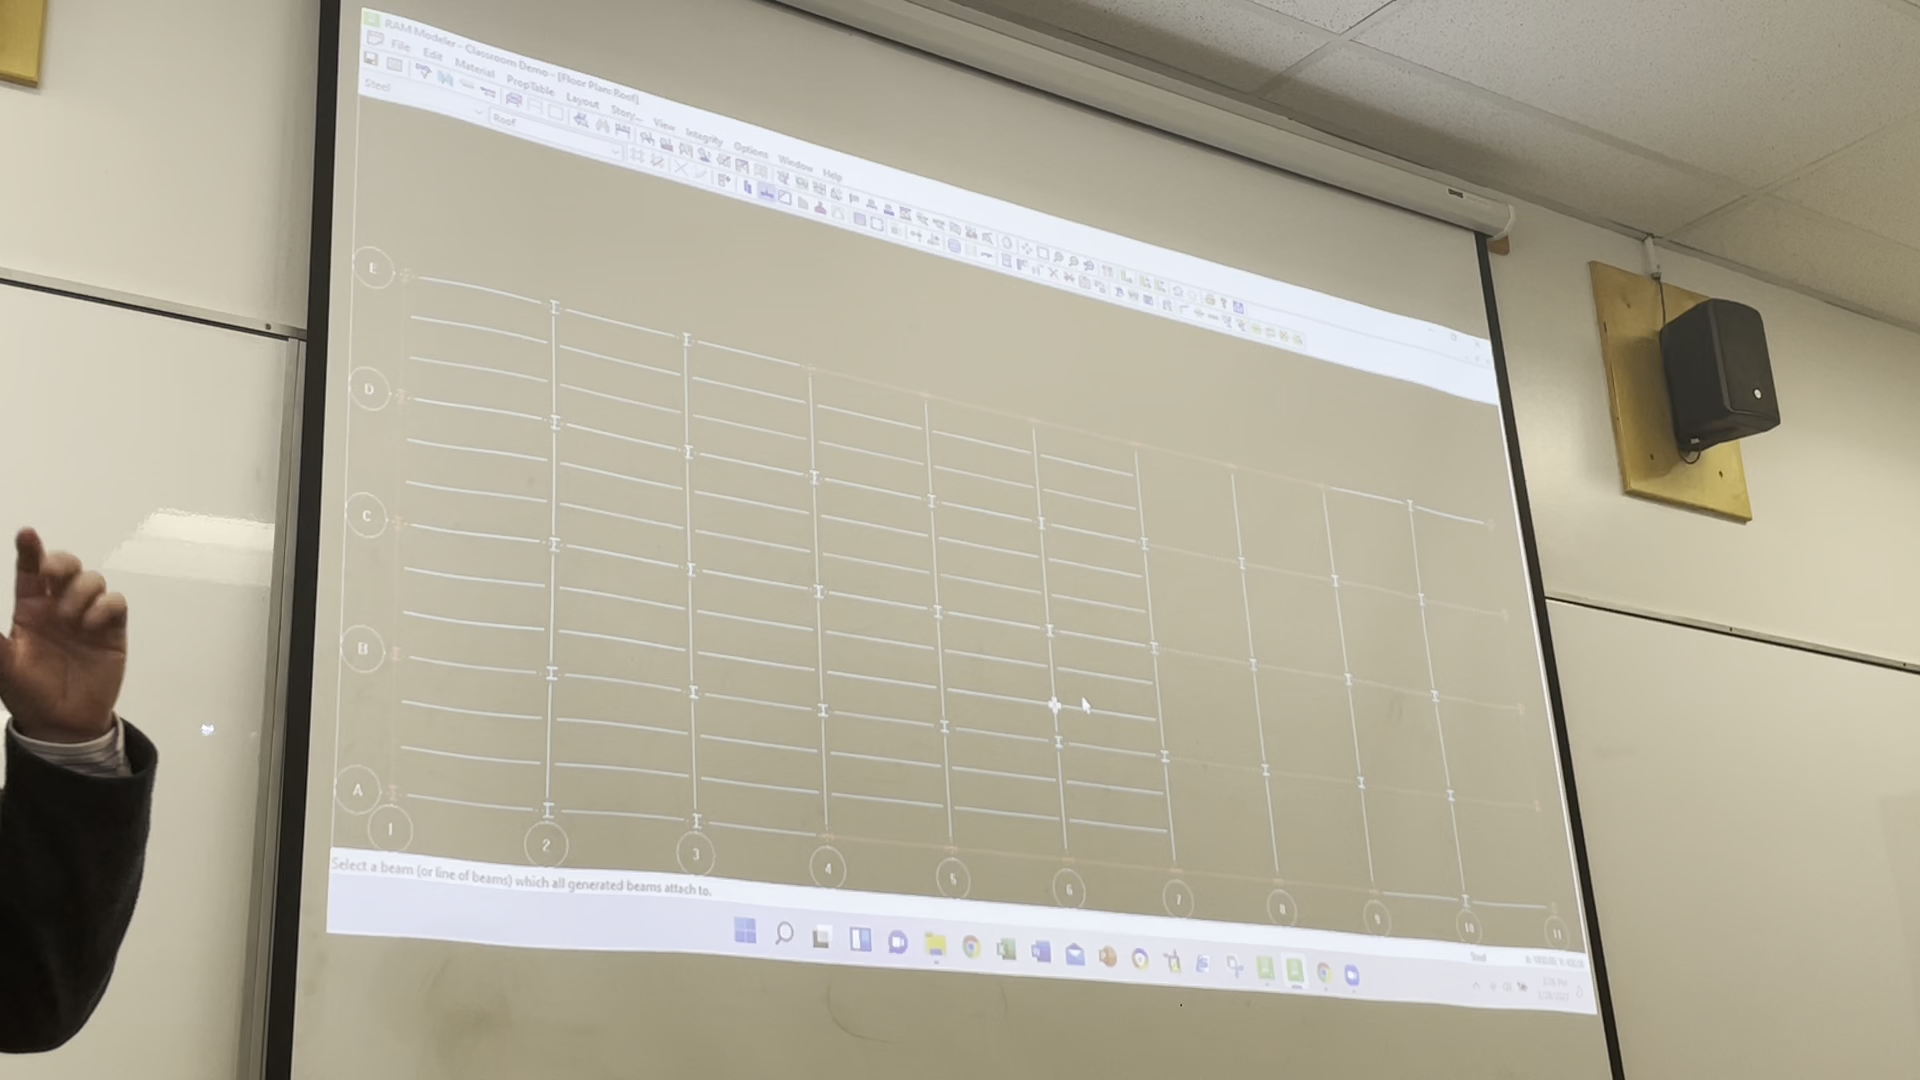 RAM Modeler - Classroom Demo - [Floor Plan: Roof]
File Edit Material PropTable Layout Story... View Integrity Options Window Help
Steel Roof
E
D
C
B
A
1 2 3 4 5 6 7 8 9 10 11
Select a beam (or line of beams) which all generated beams attach to.
Steel